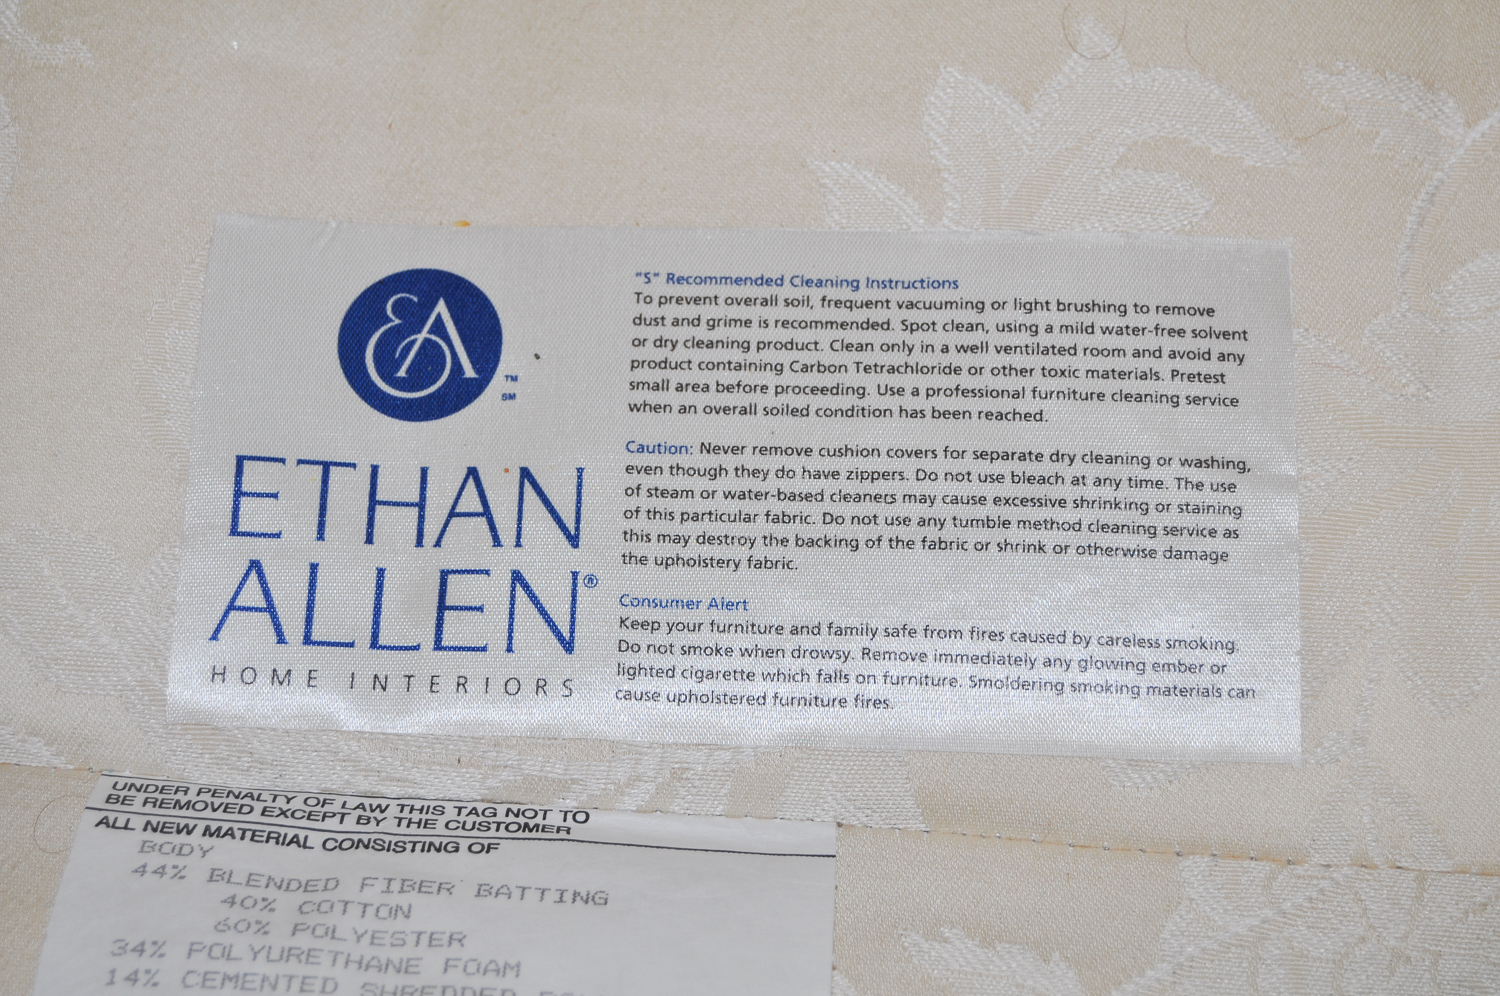 EA
TM
SM
ETHAN
ALLEN®
HOME INTERIORS
"S" Recommended Cleaning Instructions
To prevent overall soil, frequent vacuuming or light brushing to remove
dust and grime is recommended. Spot clean, using a mild water-free solvent
or dry cleaning product. Clean only in a well ventilated room and avoid any
product containing Carbon Tetrachloride or other toxic materials. Pretest
small area before proceeding. Use a professional furniture cleaning service
when an overall soiled condition has been reached.
Caution: Never remove cushion covers for separate dry cleaning or washing,
even though they do have zippers. Do not use bleach at any time. The use
of steam or water-based cleaners may cause excessive shrinking or staining
of this particular fabric. Do not use any tumble method cleaning service as
this may destroy the backing of the fabric or shrink or otherwise damage
the upholstery fabric.
Consumer Alert
Keep your furniture and family safe from fires caused by careless smoking.
Do not smoke when drowsy. Remove immediately any glowing ember or
lighted cigarette which falls on furniture. Smoldering smoking materials can
cause upholstered furniture fires.
UNDER PENALTY OF LAW THIS TAG NOT TO
BE REMOVED EXCEPT BY THE CUSTOMER
ALL NEW MATERIAL CONSISTING OF
BODY
44% BLENDED FIBER BATTING
40% COTTON
60% POLYESTER
34% POLYURETHANE FOAM
14% CEMENTED SHREDDED